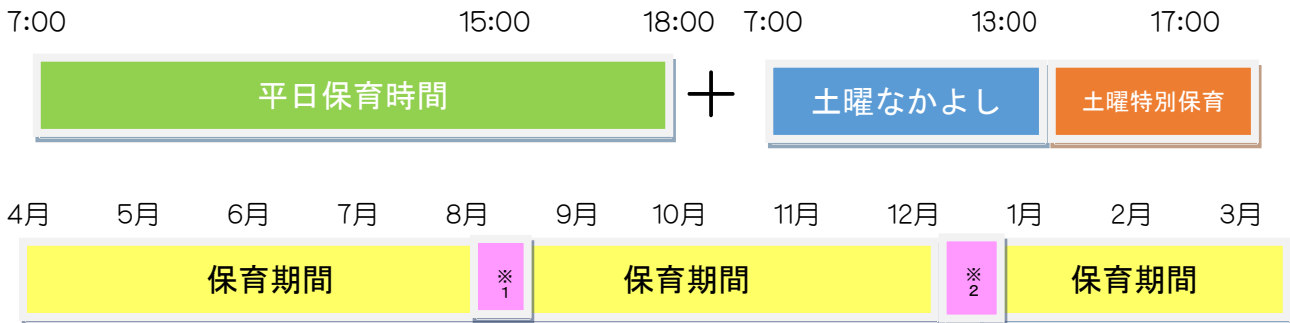 7:00 15:00 18:00 7:00 13:00 17:00
平日保育時間 + 土曜なかよし 土曜特別保育
4月 5月 6月 7月 8月 9月 10月 11月 12月 1月 2月 3月
保育期間 ※1 保育期間 ※2 保育期間